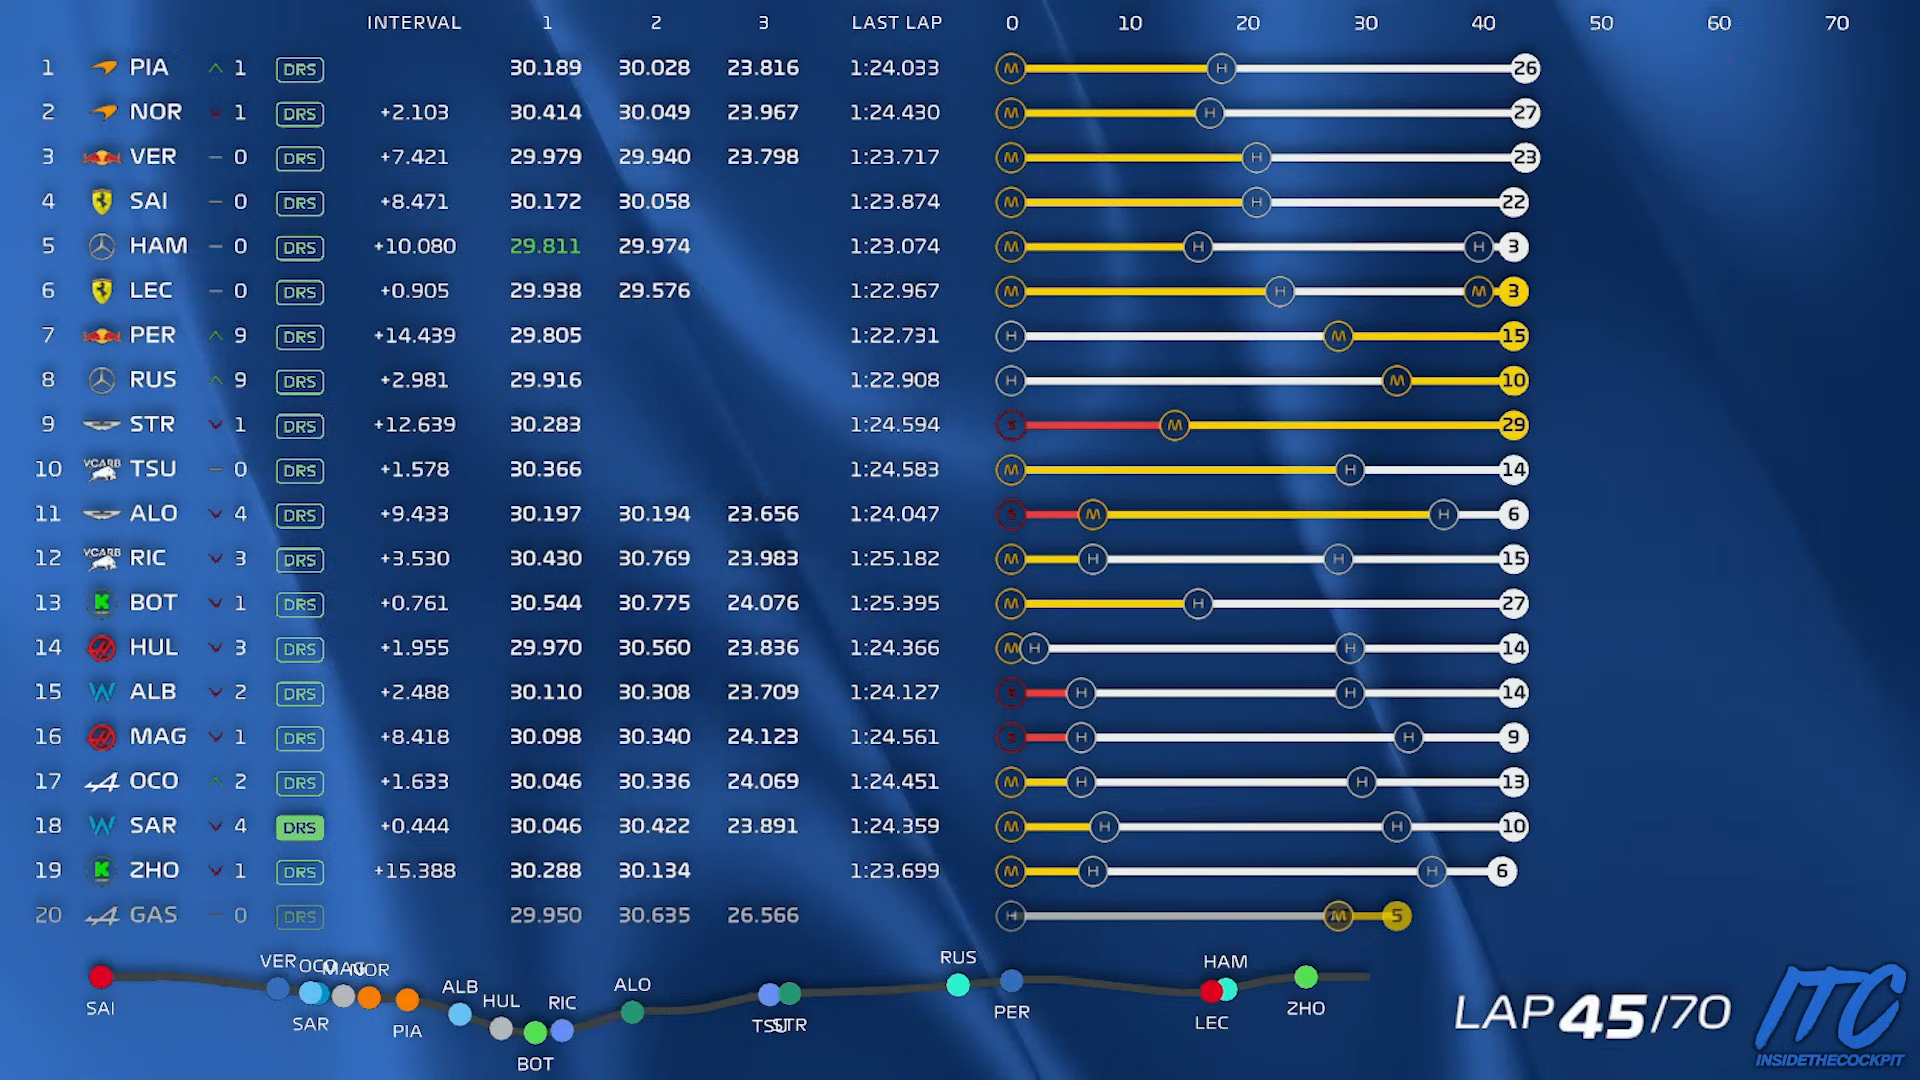 INTERVAL 1 2 3 LAST LAP 0 10 20 30 40 50 60 70
1 PIA 1 DRS 30.189 30.028 23.816 1:24.033 M H 26
2 NOR 1 DRS +2.103 30.414 30.049 23.967 1:24.430 M H 27
3 VER 0 DRS +7.421 29.979 29.940 23.798 1:23.717 M H 23
4 SAI 0 DRS +8.471 30.172 30.058 1:23.874 M H 22
5 HAM 0 DRS +10.080 29.811 29.974 1:23.074 M H H 3
6 LEC 0 DRS +0.905 29.938 29.576 1:22.967 M H M 3
7 PER 9 DRS +14.439 29.805 1:22.731 H M 15
8 RUS 9 DRS +2.981 29.916 1:22.908 H M 10
9 STR 1 DRS +12.639 30.283 1:24.594 S M 29
10 VCARB TSU 0 DRS +1.578 30.366 1:24.583 M H 14
11 ALO 4 DRS +9.433 30.197 30.194 23.656 1:24.047 S M H 6
12 VCARB RIC 3 DRS +3.530 30.430 30.769 23.983 1:25.182 M H H 15
13 K BOT 1 DRS +0.761 30.544 30.775 24.076 1:25.395 M H 27
14 HUL 3 DRS +1.955 29.970 30.560 23.836 1:24.366 M H H 14
15 W ALB 2 DRS +2.488 30.110 30.308 23.709 1:24.127 S H H 14
16 MAG 1 DRS +8.418 30.098 30.340 24.123 1:24.561 S H H 9
17 OCO 2 DRS +1.633 30.046 30.336 24.069 1:24.451 M H H 13
18 W SAR 4 DRS +0.444 30.046 30.422 23.891 1:24.359 M H H 10
19 K ZHO 1 DRS +15.388 30.288 30.134 1:23.699 M H H 6
20 GAS 0 DRS 29.950 30.635 26.566 H M 5
VER OCO MAG NOR ALB HUL RIC ALO RUS HAM
SAI SAR PIA BOT TSU STR PER LEC ZHO
LAP 45/70
ITC
INSIDETHECOCKPIT